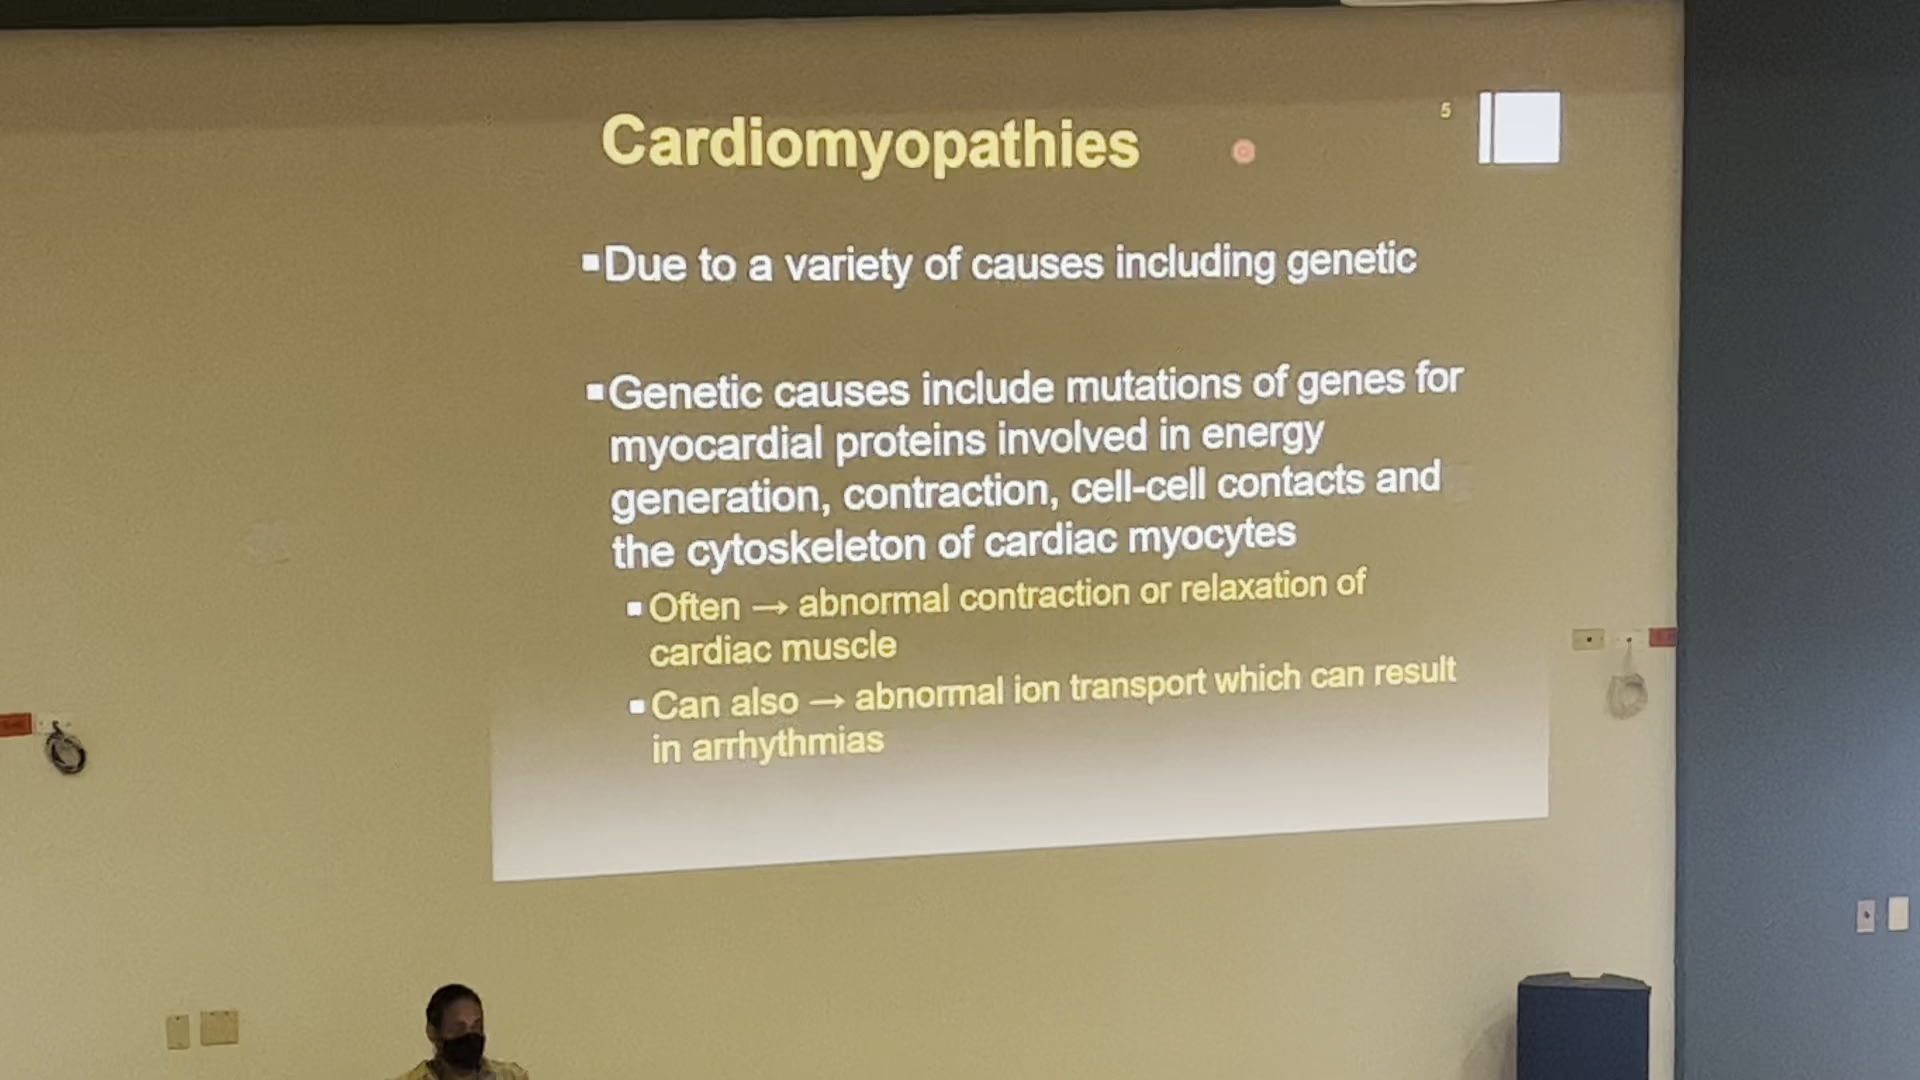 5
Cardiomyopathies
▪Due to a variety of causes including genetic
▪Genetic causes include mutations of genes for
myocardial proteins involved in energy
generation, contraction, cell-cell contacts and
the cytoskeleton of cardiac myocytes
▪Often → abnormal contraction or relaxation of
cardiac muscle
▪Can also → abnormal ion transport which can result
in arrhythmias